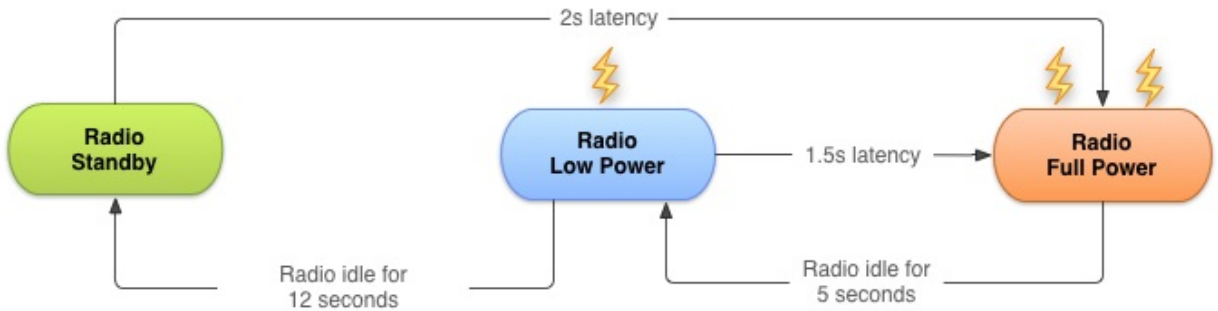 2s latency
Radio
Standby
Radio
Low Power
1.5s latency
Radio
Full Power
Radio idle for
12 seconds
Radio idle for
5 seconds